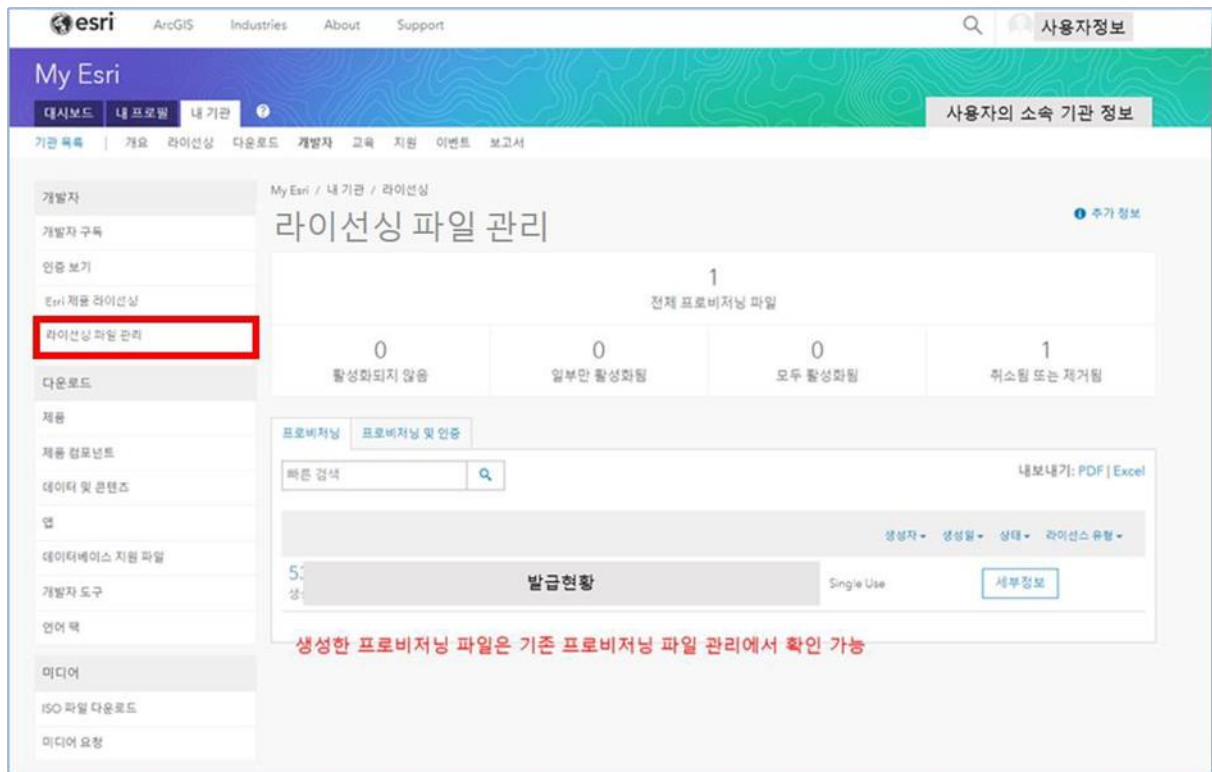 esri ArcGIS Industries About Support 사용자정보
My Esri
대시보드 내 프로필 내 기관 ? 사용자의 소속 기관 정보
기관 목록 | 개요 라이선싱 다운로드 개발자 교육 지원 이벤트 보고서
개발자
개발자 구독
인증 보기
Esri 제품 라이선싱
라이선싱 파일 관리
다운로드
제품
제품 컴포넌트
데이터 및 콘텐츠
앱
데이터베이스 지원 파일
개발자 도구
언어 팩
미디어
ISO 파일 다운로드
미디어 요청
My Esri / 내 기관 / 라이선싱
라이선싱 파일 관리
추가 정보
1
전체 프로비저닝 파일
0
활성화되지 않음
0
일부만 활성화됨
0
모두 활성화됨
1
취소됨 또는 제거됨
프로비저닝 프로비저닝 및 인증
빠른 검색
내보내기: PDF | Excel
생성자 생성일 상태 라이선스 유형
발급현황 Single Use 세부정보
생성한 프로비저닝 파일은 기존 프로비저닝 파일 관리에서 확인 가능